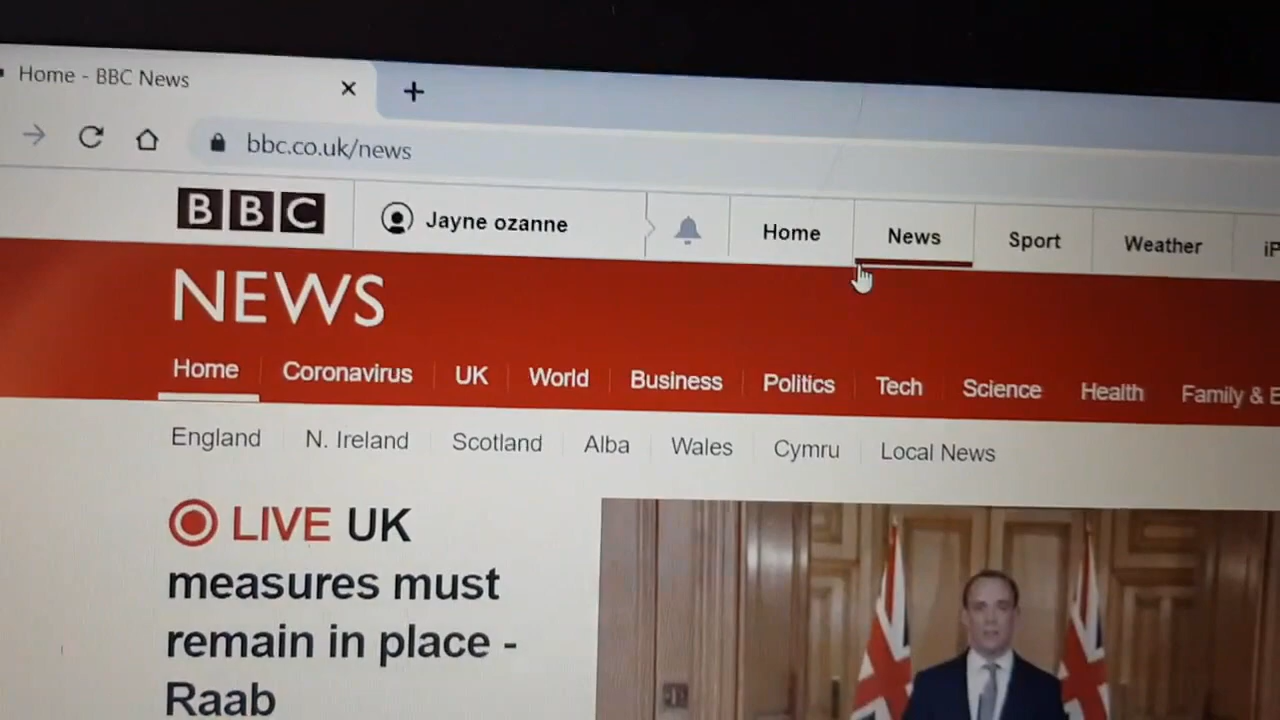 Home - BBC News
bbc.co.uk/news
BBC Jayne ozanne Home News Sport Weather iP
NEWS
Home Coronavirus UK World Business Politics Tech Science Health Family & E
England N. Ireland Scotland Alba Wales Cymru Local News
LIVE UK
measures must
remain in place -
Raab